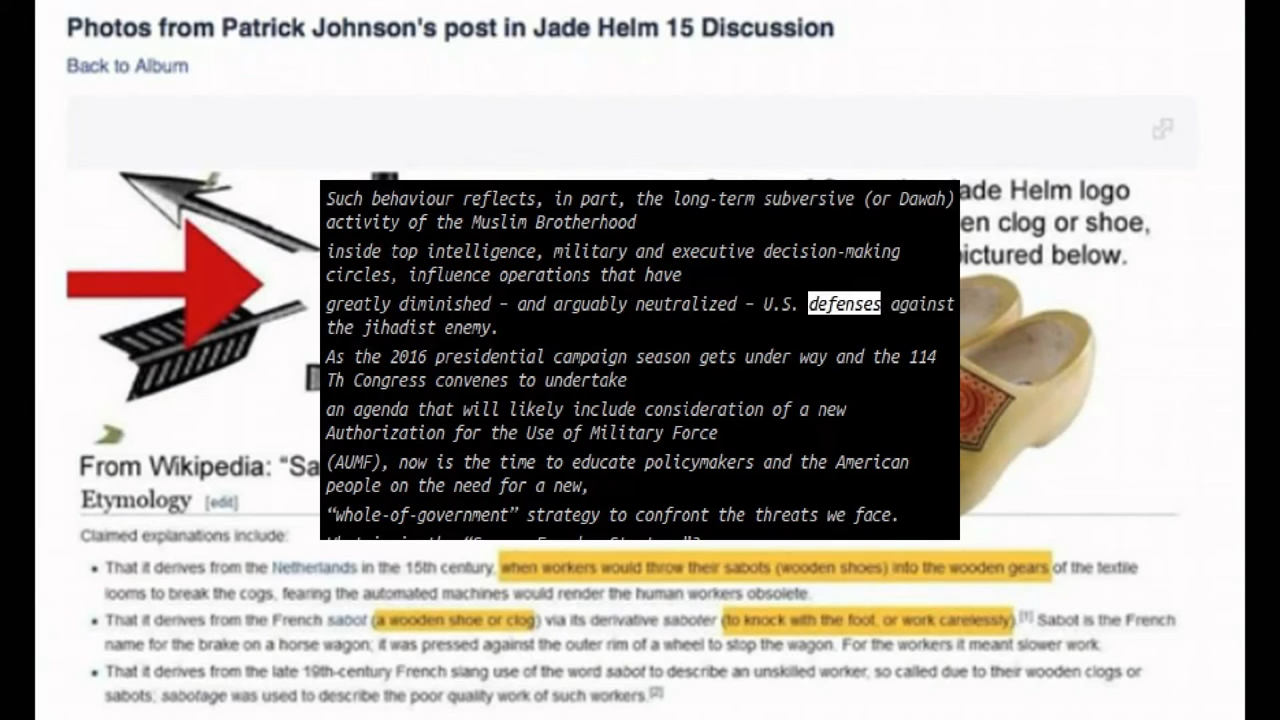 Photos from Patrick Johnson's post in Jade Helm 15 Discussion
Back to Album
ade Helm logo
en clog or shoe,
ictured below.
Such behaviour reflects, in part, the long-term subversive (or Dawah)
activity of the Muslim Brotherhood
inside top intelligence, military and executive decision-making
circles, influence operations that have
greatly diminished – and arguably neutralized – U.S. defenses against
the jihadist enemy.
As the 2016 presidential campaign season gets under way and the 114
Th Congress convenes to undertake
an agenda that will likely include consideration of a new
Authorization for the Use of Military Force
(AUMF), now is the time to educate policymakers and the American
people on the need for a new,
“whole-of-government” strategy to confront the threats we face.
From Wikipedia: “Sa
Etymology [edit]
Claimed explanations include:
• That it derives from the Netherlands in the 15th century, when workers would throw their sabots (wooden shoes) into the wooden gears of the textile
looms to break the cogs, fearing the automated machines would render the human workers obsolete.
• That it derives from the French sabot (a wooden shoe or clog) via its derivative saboter (to knock with the foot, or work carelessly).[1] Sabot is the French
name for the brake on a horse wagon; it was pressed against the outer rim of a wheel to stop the wagon. For the workers it meant slower work.
• That it derives from the late 19th-century French slang use of the word sabot to describe an unskilled worker, so called due to their wooden clogs or
sabots; sabotage was used to describe the poor quality work of such workers.[2]